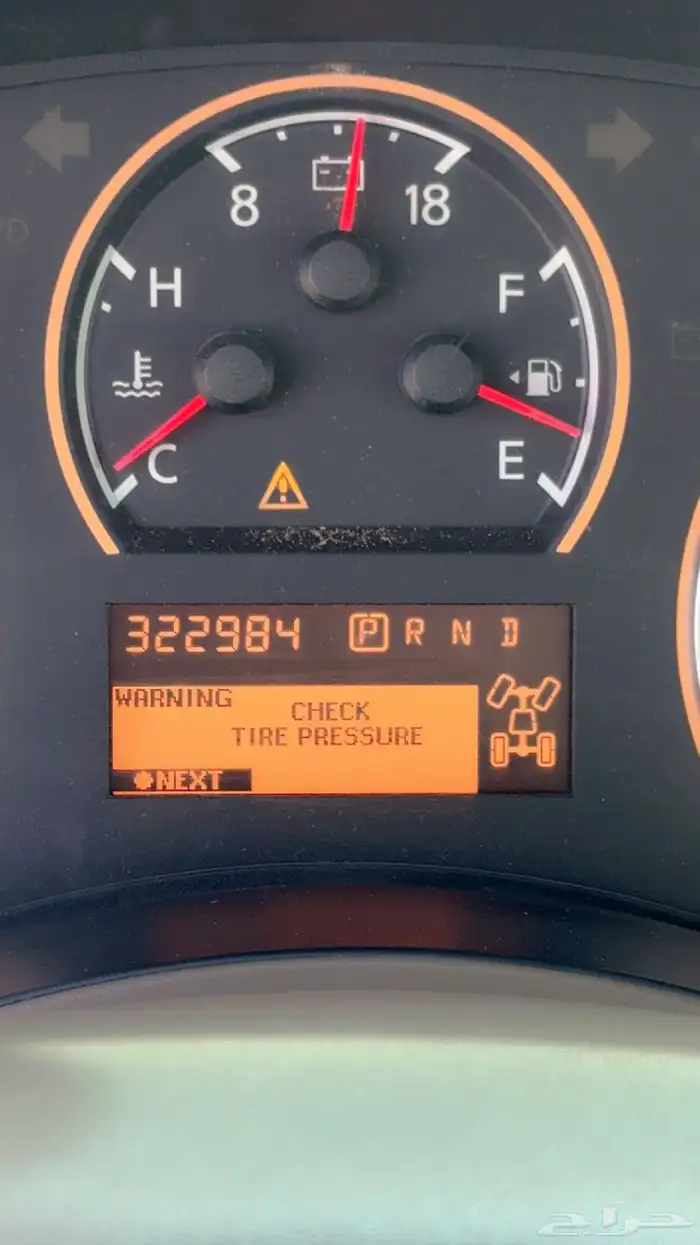 8 18
H F
C E
322984 P R N D
WARNING
CHECK
TIRE PRESSURE
✽NEXT
حراج